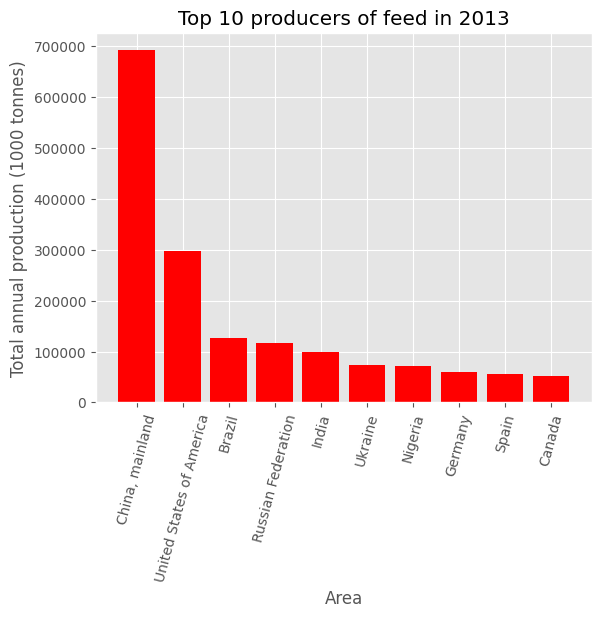 Top 10 producers of feed in 2013
Total annual production (1000 tonnes)
700000
600000
500000
400000
300000
200000
100000
0
China, mainland
United States of America
Brazil
Russian Federation
India
Ukraine
Nigeria
Germany
Spain
Canada
Area